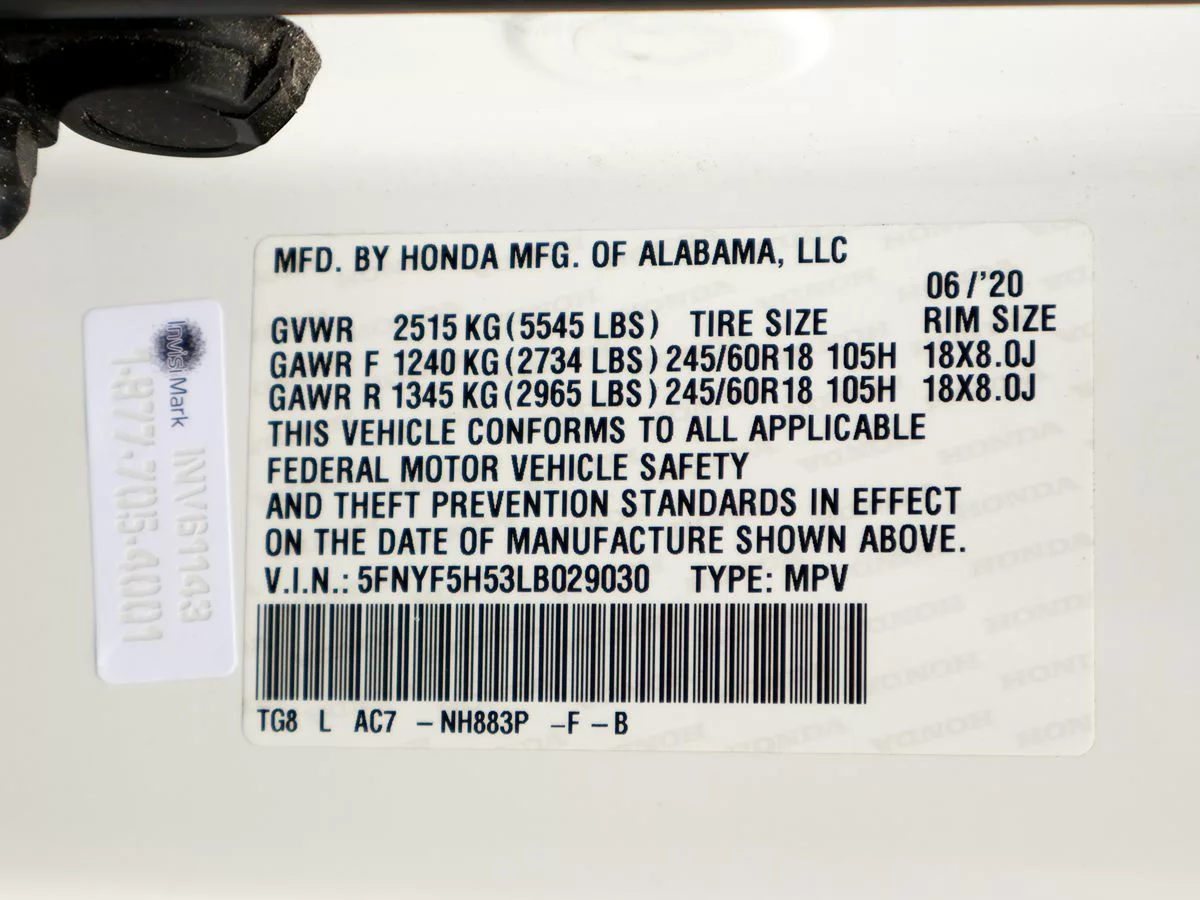 MFD. BY HONDA MFG. OF ALABAMA, LLC
06/'20
GVWR 2515 KG (5545 LBS) TIRE SIZE RIM SIZE
GAWR F 1240 KG (2734 LBS) 245/60R18 105H 18X8.0J
GAWR R 1345 KG (2965 LBS) 245/60R18 105H 18X8.0J
THIS VEHICLE CONFORMS TO ALL APPLICABLE
FEDERAL MOTOR VEHICLE SAFETY
AND THEFT PREVENTION STANDARDS IN EFFECT
ON THE DATE OF MANUFACTURE SHOWN ABOVE.
V.I.N.: 5FNYF5H53LB029030 TYPE: MPV
TG8 L AC7 -NH883P -F -B
InVisiMark
INV61143
1.877.705.4001